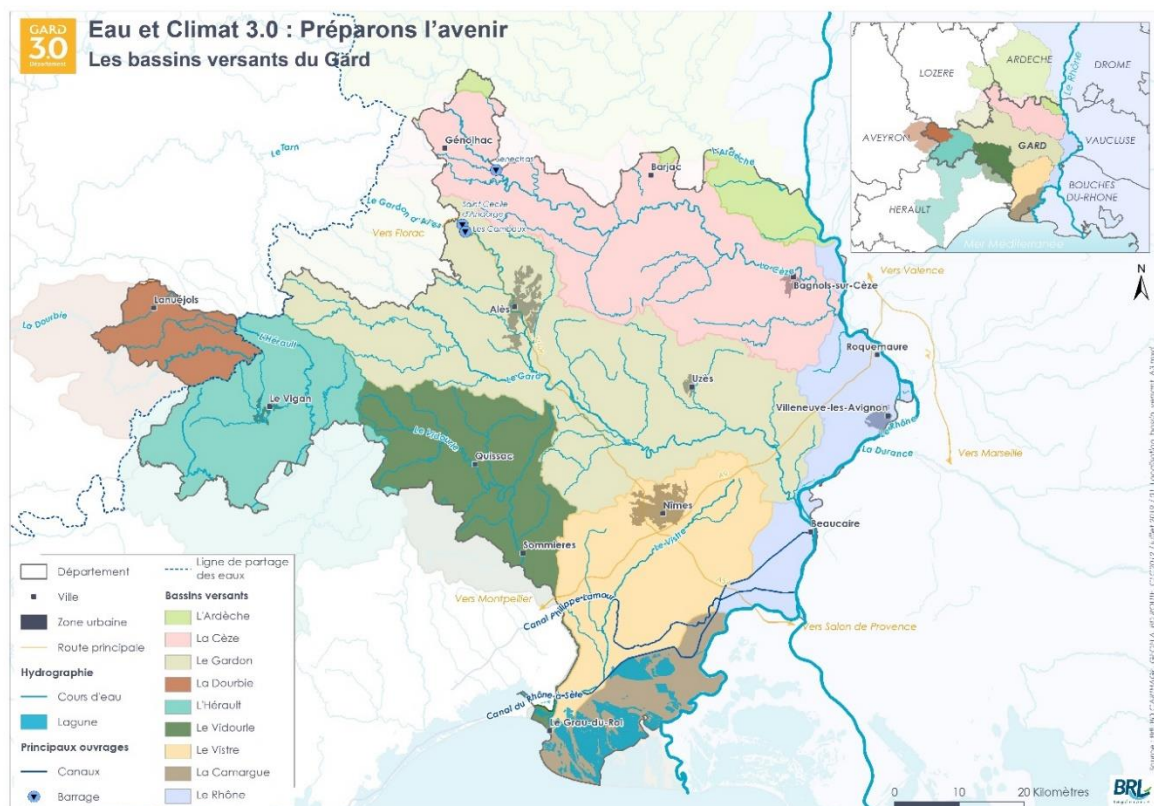 GARD
3.0
Département
Eau et Climat 3.0 : Préparons l'avenir
Les bassins versants du Gard
LOZERE
ARDECHE
Le Rhône
DROME
AVEYRON
GARD
VAUCLUSE
BOUCHES
DU-RHONE
HERAULT
Mer Méditerranée
N
Le Tarn
Génolhac
Sénéchas
Barjac
L'Ardèche
Le Gardon d'Alès
Saint Cécile
d'Andorge
Les Camboux
Vers Florac
La Cèze
Bagnols-sur-Cèze
Vers Valence
Lanuéjols
La Dourbie
L'Hérault
Alès
Roquemaure
Le Gard
Uzès
Le Vigan
Villeneuve-les-Avignon
Le Rhône
Le Vidourle
La Durance
Vers Marseille
Quissac
Nîmes
Beaucaire
Sommières
Le Vistre
Vers Montpellier
Canal Philippe-Lamour
Vers Salon de Provence
Canal du Rhône à Sète
Le Grau-du-Roi
Département
Ville
Zone urbaine
Route principale
Hydrographie
Cours d'eau
Lagune
Principaux ouvrages
Canaux
Barrage
Ligne de partage
des eaux
Bassins versants
L'Ardèche
La Cèze
Le Gardon
La Dourbie
L'Hérault
Le Vidourle
Le Vistre
La Camargue
Le Rhône
0 10 20 Kilomètres
BRL